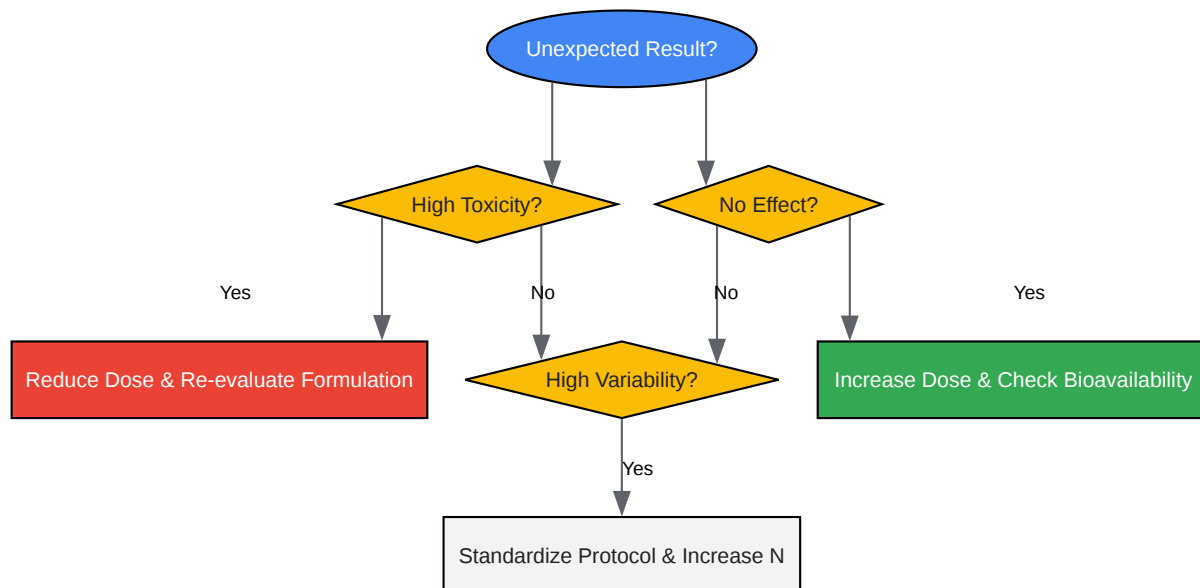 Unexpected Result?
High Toxicity?
No Effect?
Yes
No
No
Yes
Reduce Dose & Re-evaluate Formulation
High Variability?
Increase Dose & Check Bioavailability
Yes
Standardize Protocol & Increase N